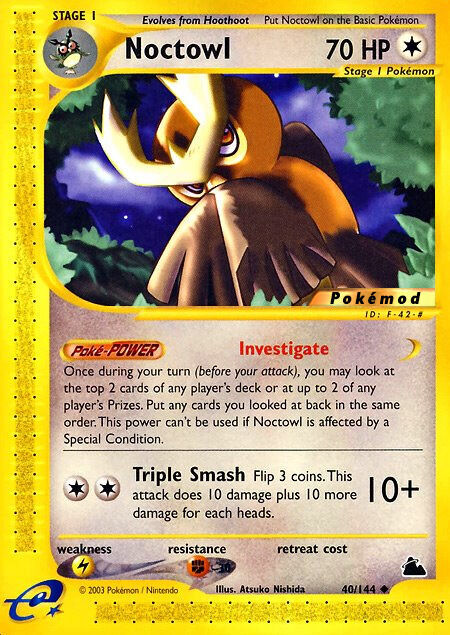 STAGE 1 Evolves from Hoothoot Put Noctowl on the Basic Pokémon
Noctowl 70 HP
Stage 1 Pokémon
Pokémod
ID: F-42-#
Poké-POWER Investigate
Once during your turn (before your attack), you may look at
the top 2 cards of any player's deck or at up to 2 of any
player's Prizes. Put any cards you looked at back in the same
order. This power can't be used if Noctowl is affected by a
Special Condition.
Triple Smash Flip 3 coins. This
attack does 10 damage plus 10 more
damage for each heads.
10+
weakness resistance retreat cost
-30
©2003 Pokémon / Nintendo Illus. Atsuko Nishida 40/144
e